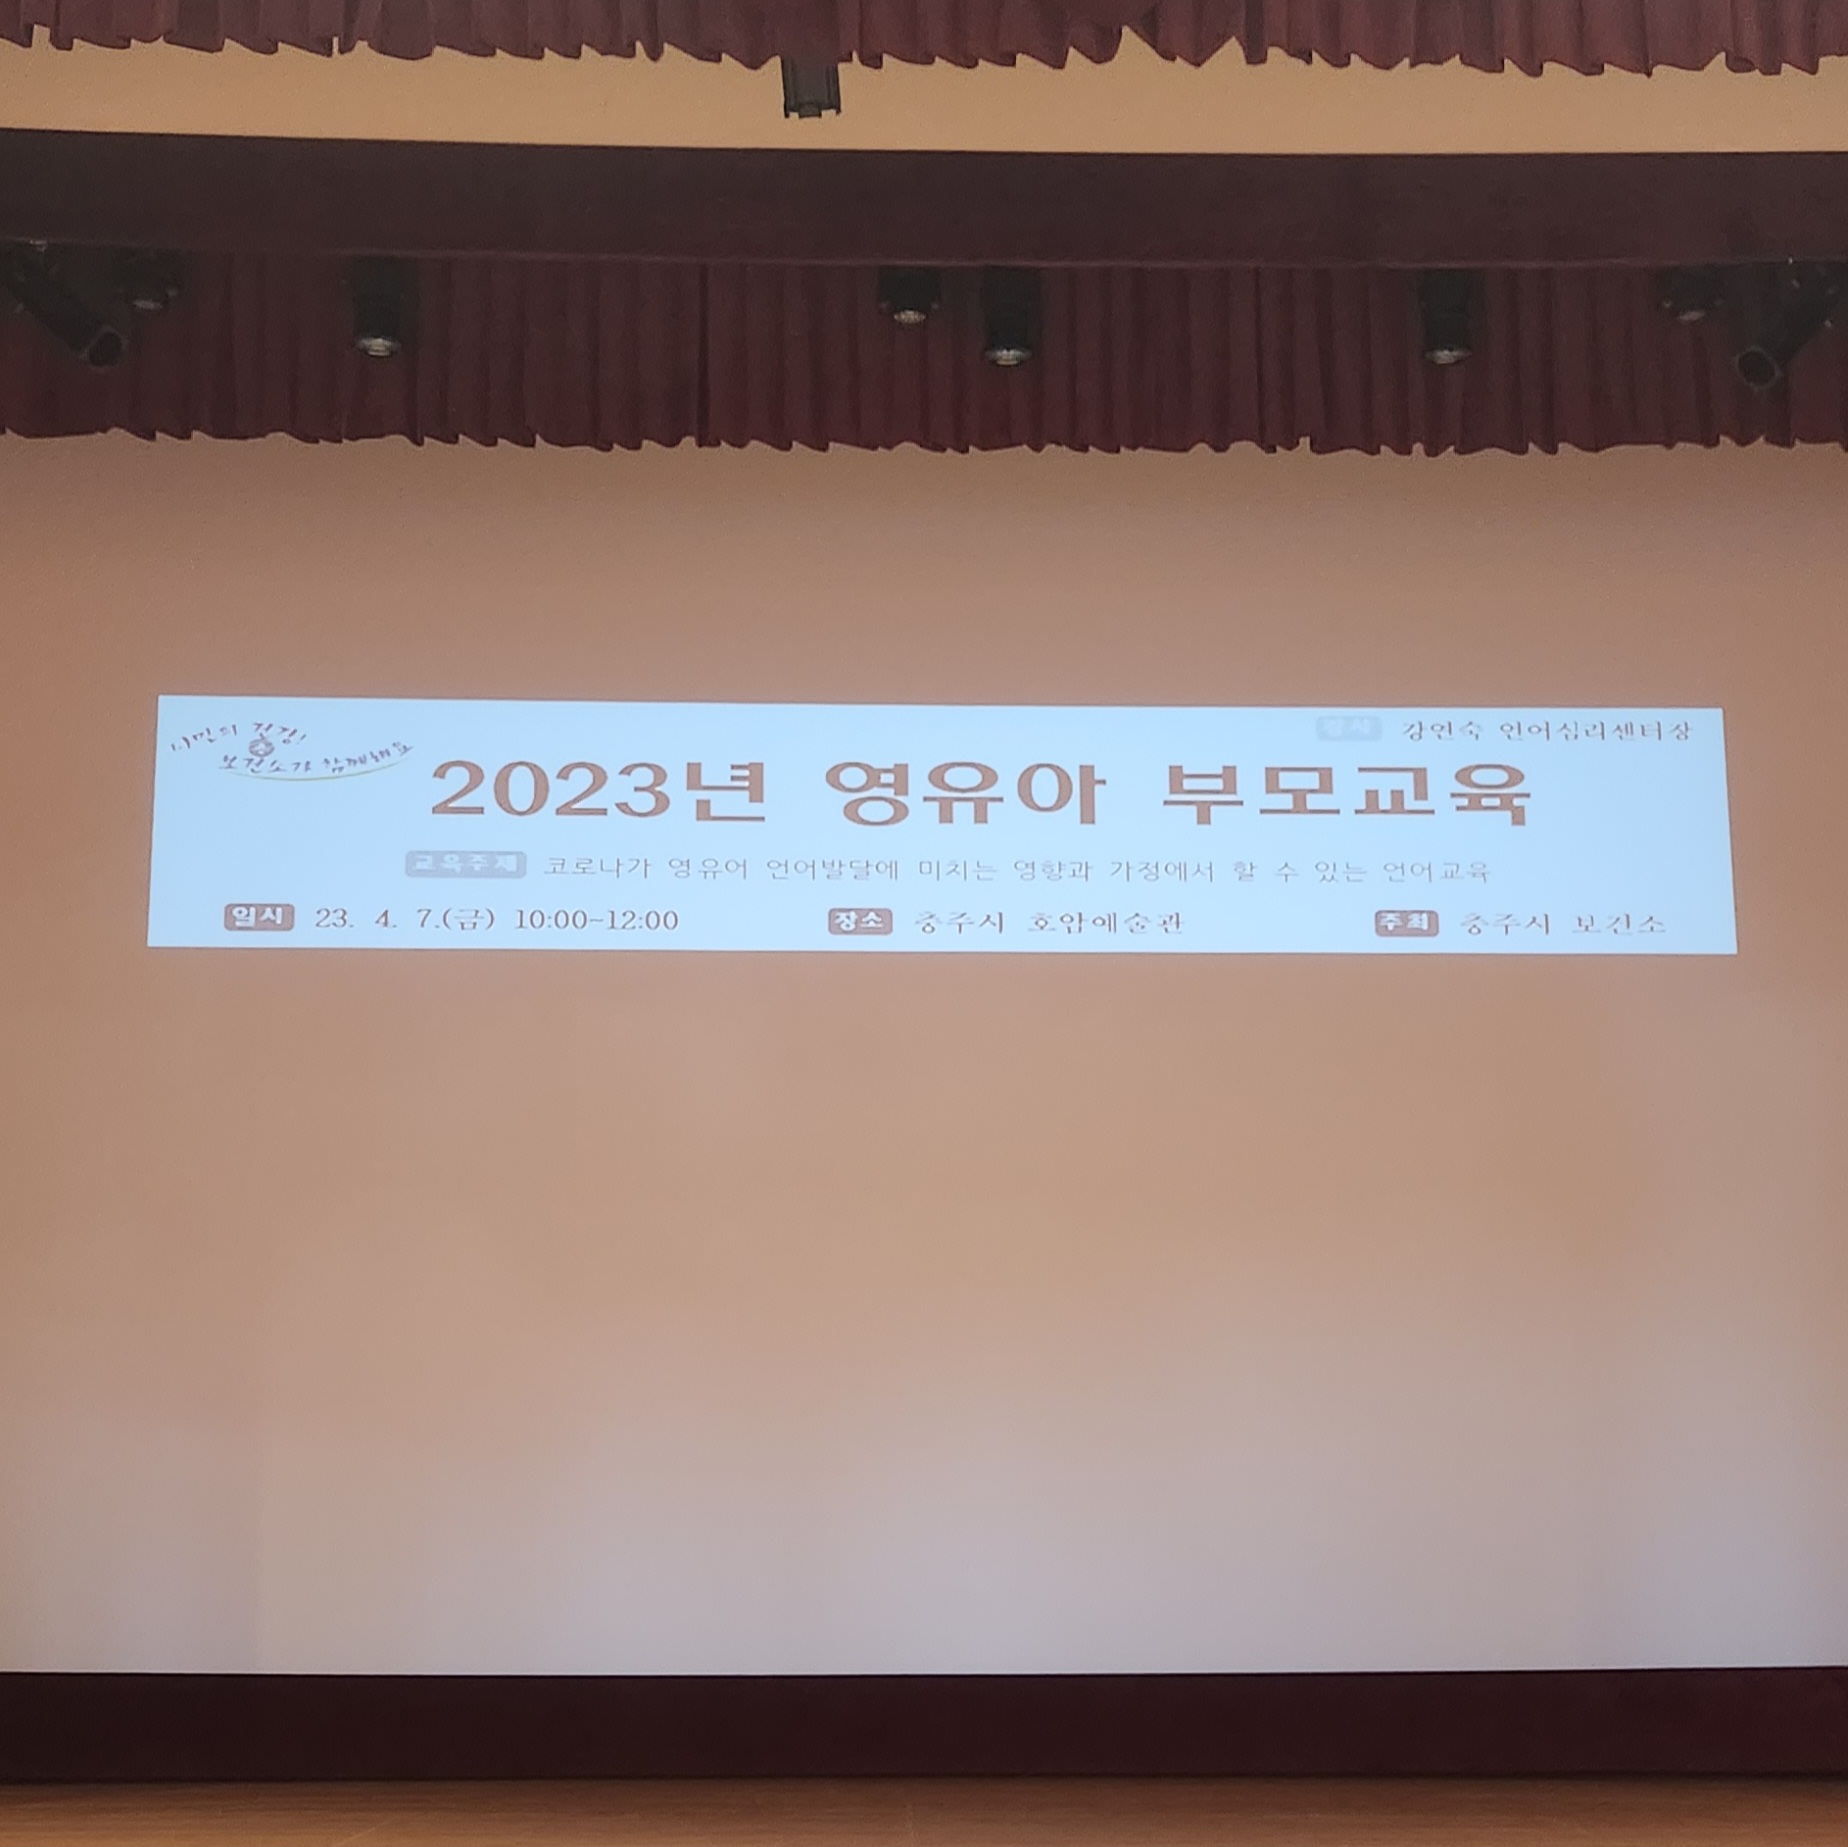 시민의 건강!
보건소가 함께해요
강사 강연숙 언어심리센터장
2023년 영유아 부모교육
교육주제 코로나가 영유어 언어발달에 미치는 영향과 가정에서 할 수 있는 언어교육
일시 23. 4. 7.(금) 10:00~12:00 장소 충주시 호암예술관 주최 충주시 보건소